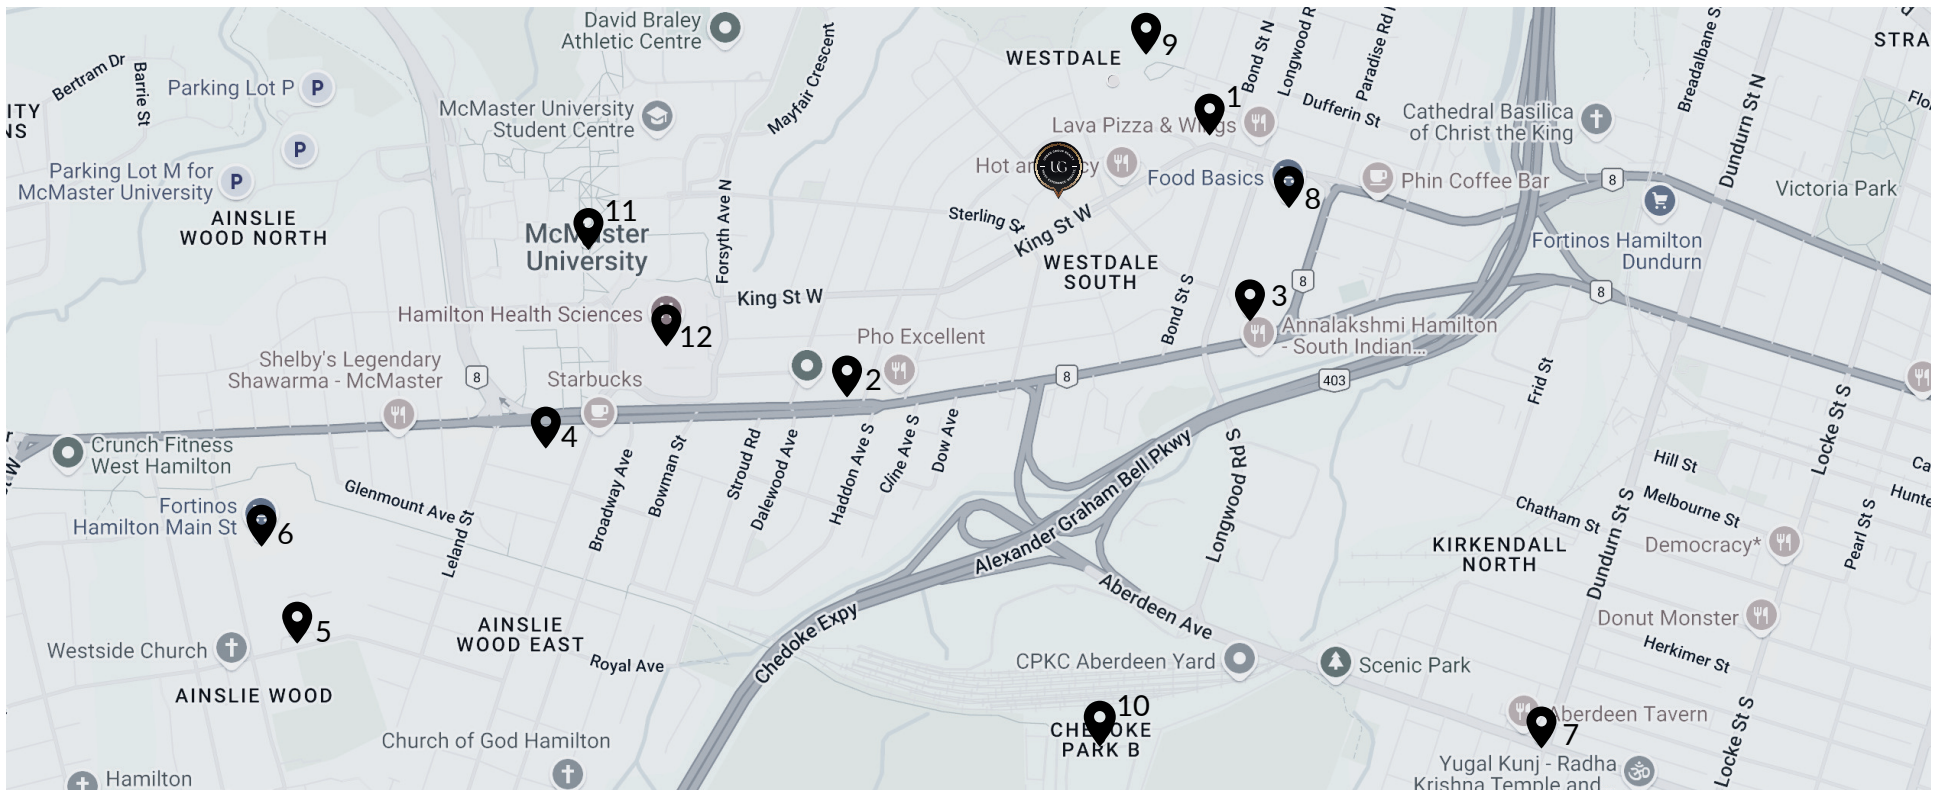 David Braley
Athletic Centre
9
WESTDALE
STRA
Bond St N
Longwood R
Paradise Rd
Breadalbane S
Dundurn St N
Flo
Bertram Dr
Barrie St
Parking Lot P
P
P
P
ITY
NS
McMaster University
Student Centre
Mayfair Crescent
1
Dufferin St
Lava Pizza & Wings
Cathedral Basilica
of Christ the King
Hot an
cy
UG
Food Basics
8
Phin Coffee Bar
8
Victoria Park
Parking Lot M for
McMaster University
AINSLIE
WOOD NORTH
11
McMaster
University
Forsyth Ave N
Sterling St
King St W
WESTDALE
SOUTH
Fortinos Hamilton
Dundurn
King St W
Bond St S
3
8
8
Hamilton Health Sciences
12
Annalakshmi Hamilton
- South Indian...
Pho Excellent
Shelby's Legendary
Shawarma - McMaster
8
Starbucks
2
8
403
Frid St
Locke St S
4
Crunch Fitness
West Hamilton
r
St W
Fortinos
Hamilton Main St
6
Glenmount Ave S
Leland St
Broadway Ave
Bowman St
Stroud Rd
Dalewood Ave
Haddon Ave S
Cline Ave S
Dow Ave
Alexander Graham Bell Pkwy
Longwood Rd S
Hill St
Melbourne St
Chatham St
Ca
Hunte
Pearl St S
Dundurn St S
Democracy*
KIRKENDALL
NORTH
Aberdeen Ave
5
Westside Church
AINSLIE
WOOD EAST
Royal Ave
Chedoke Expy
Donut Monster
Herkimer St
AINSLIE WOOD
CPKC Aberdeen Yard
Scenic Park
10
CHEDOKE
PARK B
Aberdeen Tavern
7
Locke St S
Church of God Hamilton
Hamilton
Yugal Kunj - Radha
Krishna Temple and